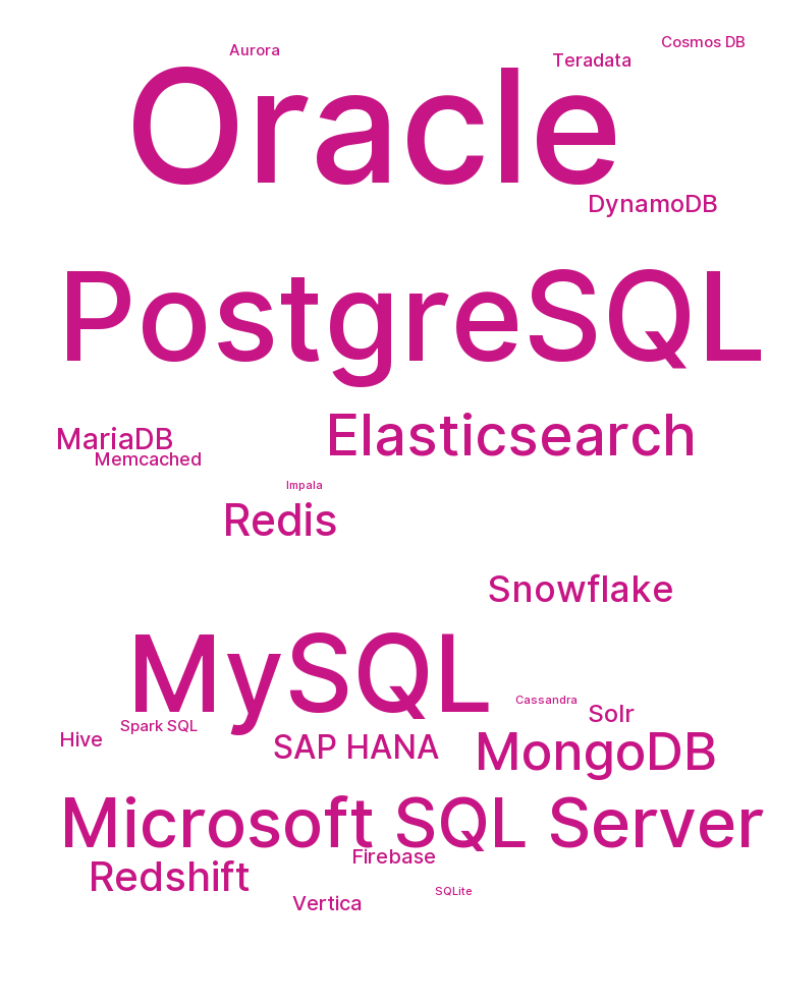 Cosmos DB
Aurora
Teradata
Oracle
DynamoDB
PostgreSQL
Elasticsearch
MariaDB
Memcached
Impala
Redis
Snowflake
MySQL
Cassandra
Solr
Spark SQL
Hive
SAP HANA
MongoDB
Microsoft SQL Server
Firebase
Redshift
SQLite
Vertica